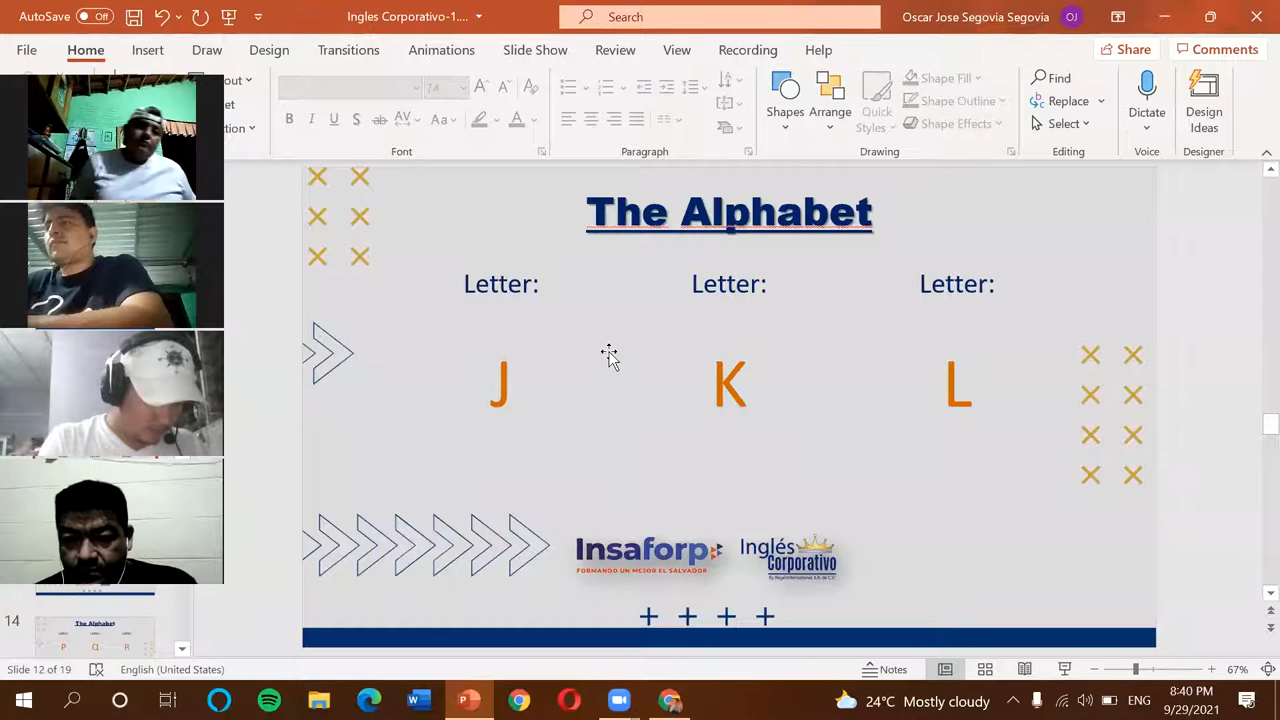 AutoSave Off Ingles Corporativo-1.... Search Oscar Jose Segovia Segovia OJ
File Home Insert Draw Design Transitions Animations Slide Show Review View Recording Help Share Comments
Shapes Arrange Quick Styles Shape Fill Shape Outline Shape Effects
Find
Replace
Select
Dictate
Design Ideas
Font Paragraph Drawing Editing Voice Designer
The Alphabet
Letter: Letter: Letter:
J K L
Insaforp
FORMANDO UN MEJOR EL SALVADOR
Inglés
Corporativo
14
The Alphabet
P Q R
Slide 12 of 19 English (United States) Notes 67%
24°C Mostly cloudy ENG 8:40 PM
9/29/2021